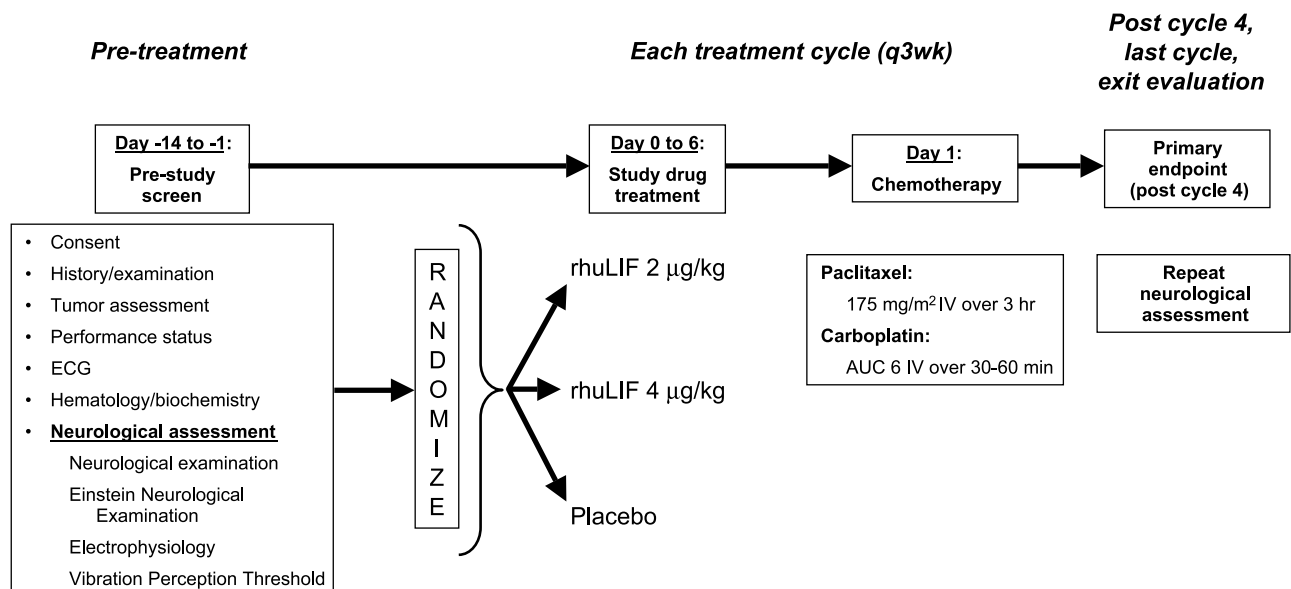 Pre-treatment
Each treatment cycle (q3wk)
Post cycle 4,
last cycle,
exit evaluation
Day -14 to -1:
Pre-study
screen
Day 0 to 6:
Study drug
treatment
Day 1:
Chemotherapy
Primary
endpoint
(post cycle 4)
• Consent
• History/examination
• Tumor assessment
• Performance status
• ECG
• Hematology/biochemistry
• Neurological assessment
Neurological examination
Einstein Neurological
Examination
Electrophysiology
Vibration Perception Threshold
R
A
N
D
O
M
I
Z
E
rhuLIF 2 μg/kg
rhuLIF 4 μg/kg
Placebo
Paclitaxel:
175 mg/m² IV over 3 hr
Carboplatin:
AUC 6 IV over 30-60 min
Repeat
neurological
assessment